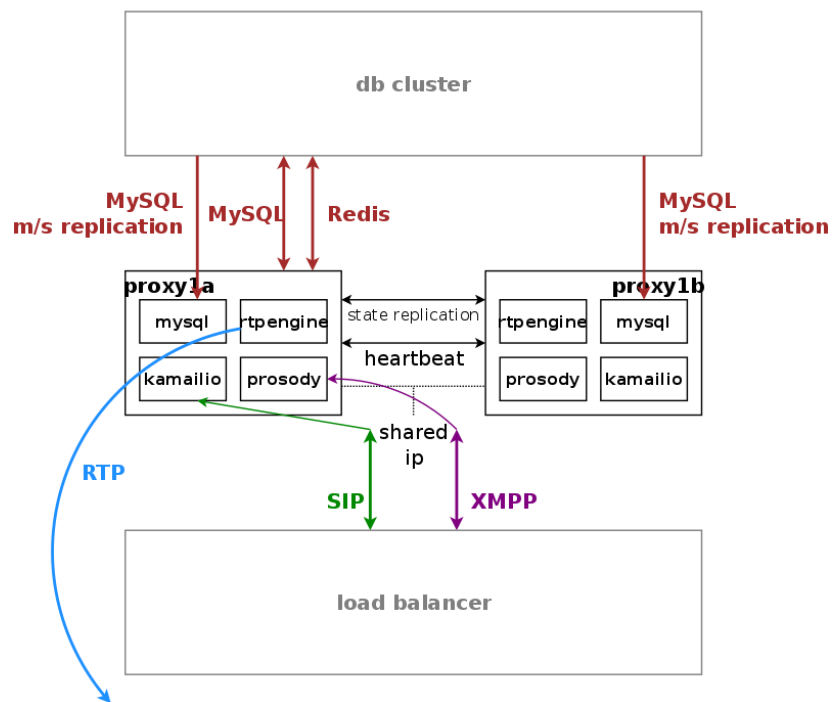 db cluster
MySQL
m/s replication
MySQL
Redis
MySQL
m/s replication
proxy1a
mysql
rtpengine
kamailio
prosody
state replication
heartbeat
shared
ip
proxy1b
rtpengine
mysql
prosody
kamailio
RTP
SIP
XMPP
load balancer